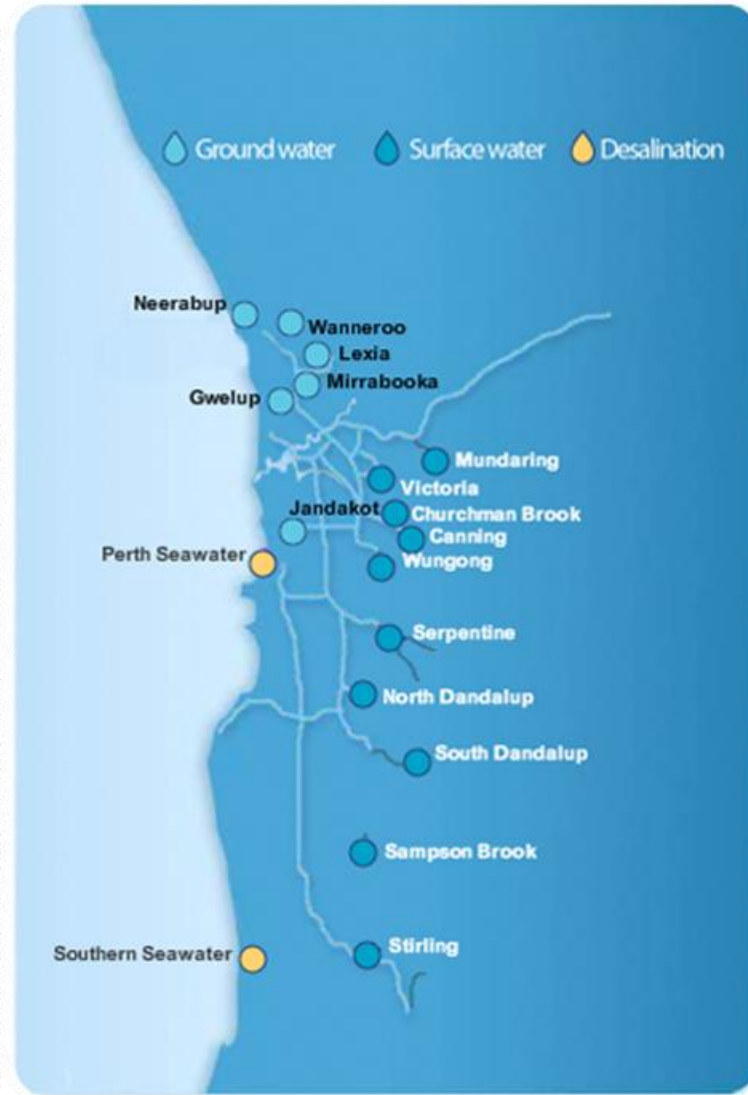 Ground water Surface water Desalination
Neerabup
Wanneroo
Lexia
Mirrabooka
Gwelup
Mundaring
Victoria
Jandakot
Churchman Brook
Canning
Perth Seawater
Wungong
Serpentine
North Dandalup
South Dandalup
Sampson Brook
Stirling
Southern Seawater